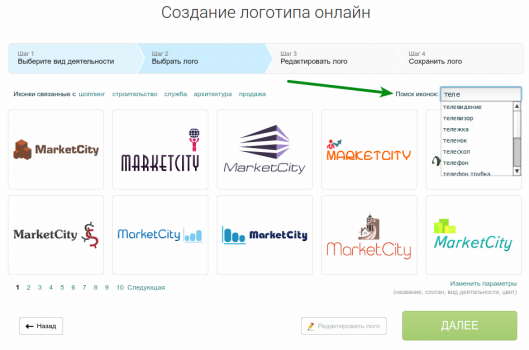 Создание логотипа онлайн
Шаг 1
Выберите вид деятельности
Шаг 2
Выбрать лого
Шаг 3
Редактировать лого
Шаг 4
Сохранить лого
Иконки связанные с шоппинг строительство служба архитектура продажа
Поиск иконок: теле
телевидение
телевизор
тележка
теленок
телескоп
телефон
телефон трубка
MarketCity
MARKETCITY
MarketCity
MARKETCITY
MarketCity
MarketCity
MarketCity
MarketCity
MarketCity
1 2 3 4 5 6 7 8 9 10 Следующая
Изменить параметры
(название, слоган, вид деятельности, цвет)
Назад
Редактировать лого
ДАЛЕЕ